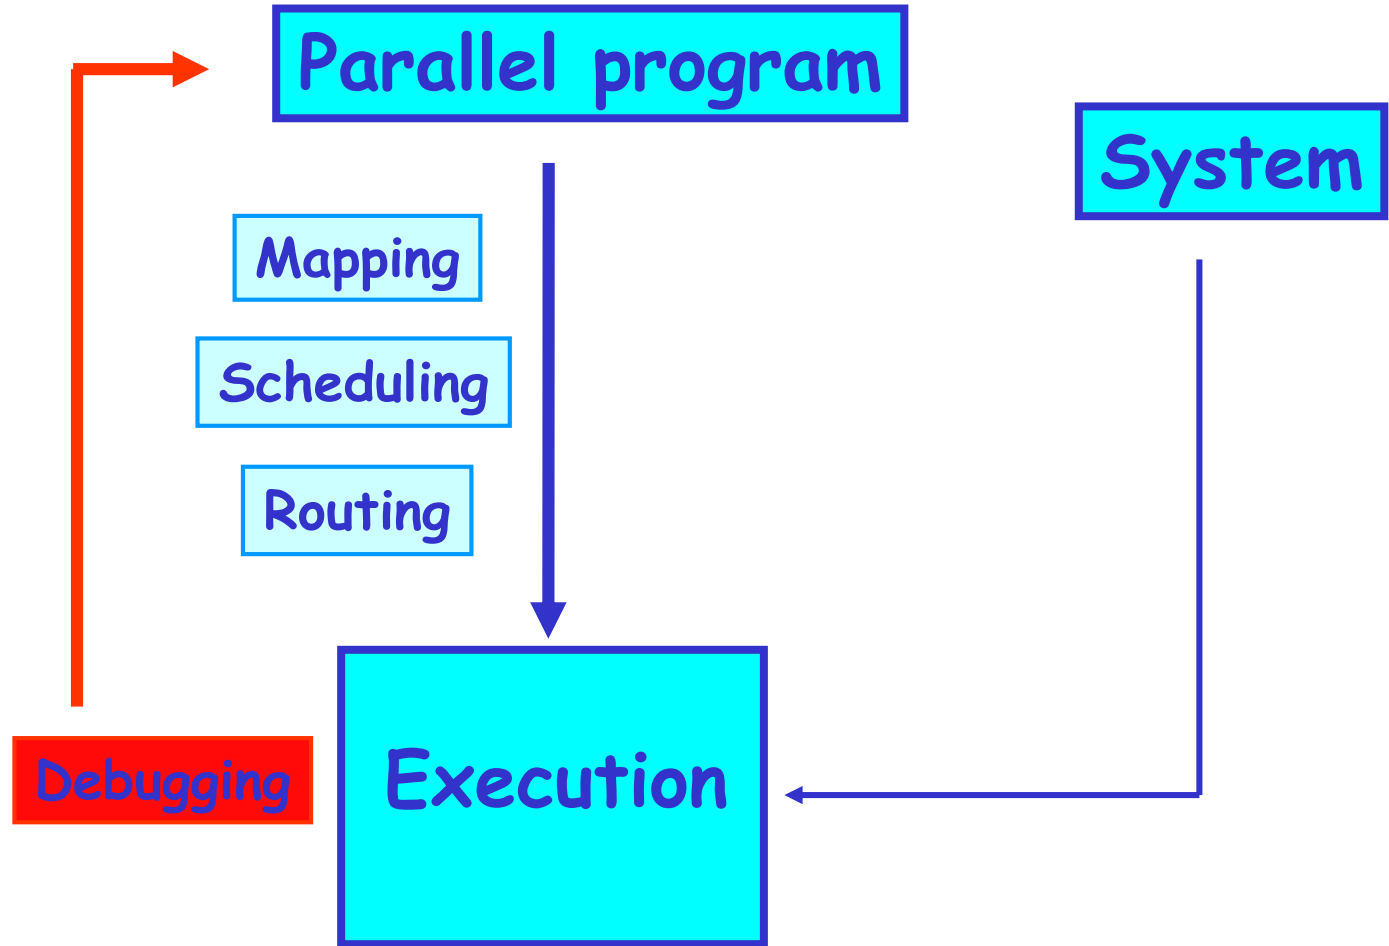 Parallel program
System
Mapping
Scheduling
Routing
Debugging
Execution